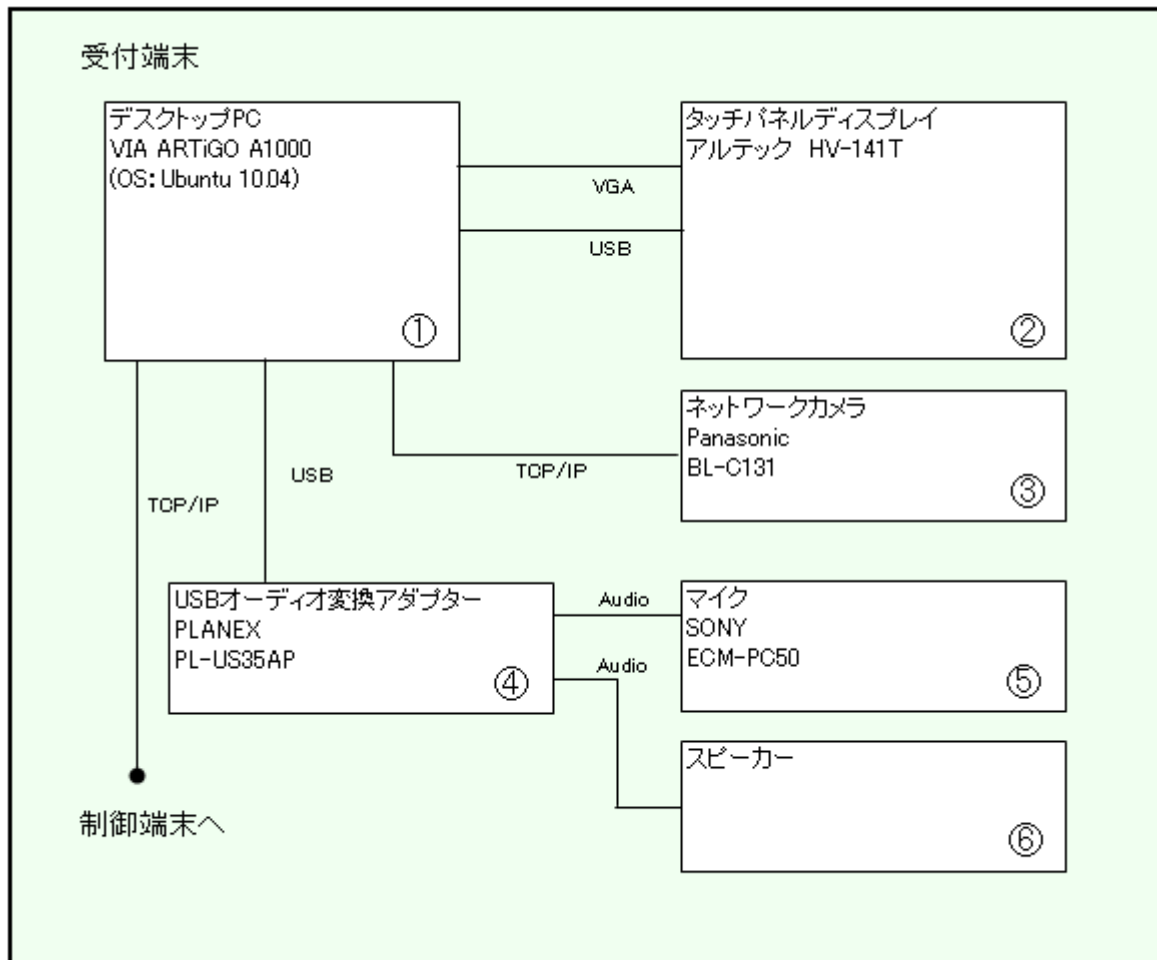 受付端末
デスクトップPC
VIA ARTiGO A1000
(OS: Ubuntu 10.04)
①
VGA
USB
タッチパネルディスプレイ
アルテック HV-141T
②
ネットワークカメラ
Panasonic
BL-C131
③
TCP/IP
USB
TCP/IP
USBオーディオ変換アダプター
PLANEX
PL-US35AP
④
Audio
Audio
マイク
SONY
ECM-PC50
⑤
スピーカー
⑥
制御端末へ